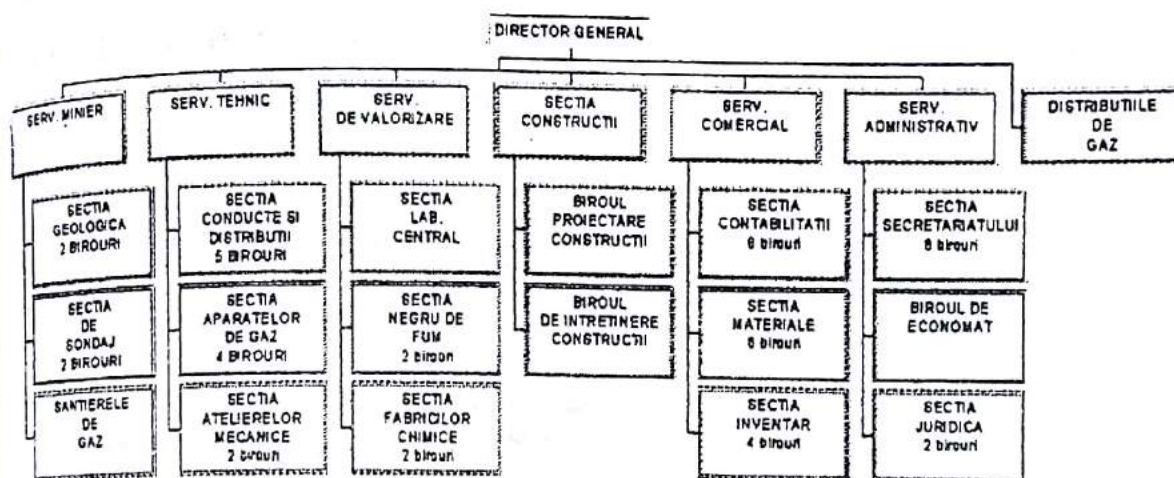 DIRECTOR GENERAL
SERV. MINIER
SERV. TEHNIC
SERV.
DE VALORIZARE
SECTIA
CONSTRUCTII
SERV.
COMERCIAL
SERV.
ADMINISTRATIV
DISTRIBUTIILE
DE
GAZ
SECTIA
GEOLOGICA
2 BIROURI
SECTIA
CONDUCTE SI
DISTRIBUTII
5 BIROURI
SECTIA
LAB.
CENTRAL
BIROUL
PROIECTARE
CONSTRUCTII
SECTIA
CONTABILITATII
birouri
SECTIA
SECRETARIATULUI
birouri
SECTIA
DE
SONDAJ
2 BIROURI
SECTIA
APARATELOR
DE GAZ
4 BIROURI
SECTIA
NEGRU DE
FUM
2 birouri
BIROUL
DE INTRETINERE
CONSTRUCTII
SECTIA
MATERIALE
birouri
BIROUL DE
ECONOMAT
SANTIERELE
DE
GAZ
SECTIA
ATELIERELOR
MECANICE
2 birouri
SECTIA
FABRICILOR
CHIMICE
2 birouri
SECTIA
INVENTAR
4 birouri
SECTIA
JURIDICA
2 birouri